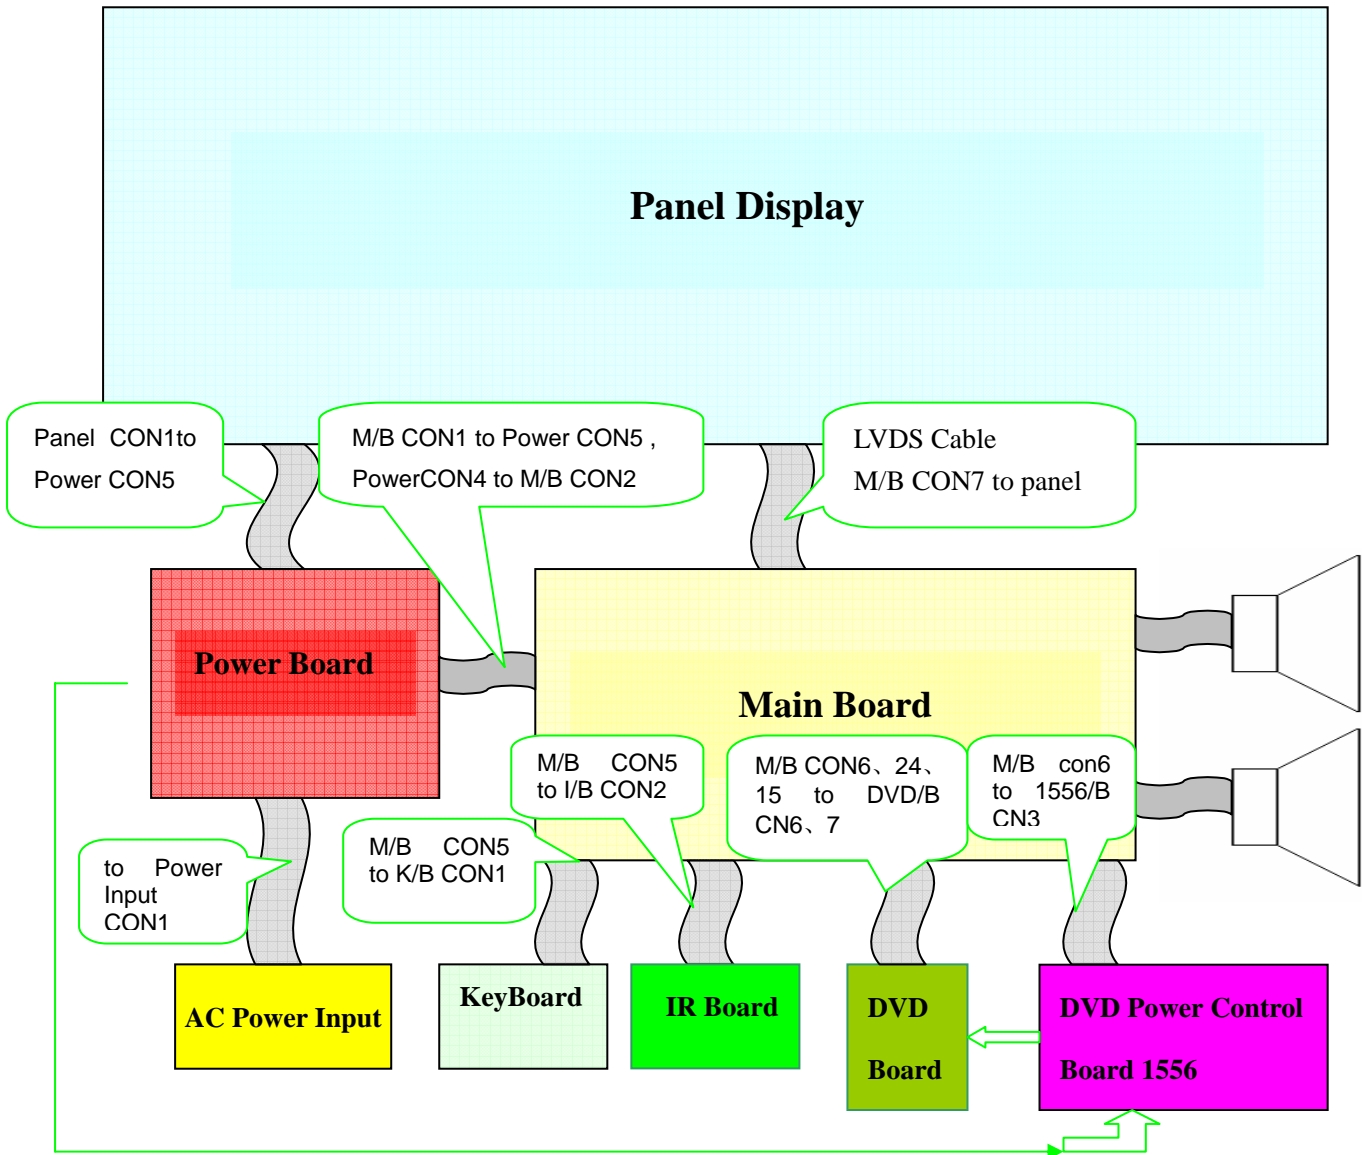 Panel Display
Panel CON1to
Power CON5
M/B CON1 to Power CON5 ,
PowerCON4 to M/B CON2
LVDS Cable
M/B CON7 to panel
Power Board
Main Board
M/B CON5
to I/B CON2
M/B CON6、24、
15 to DVD/B
CN6、7
M/B con6
to 1556/B
CN3
M/B CON5
to K/B CON1
to Power
Input
CON1
AC Power Input
KeyBoard
IR Board
DVD
Board
DVD Power Control
Board 1556